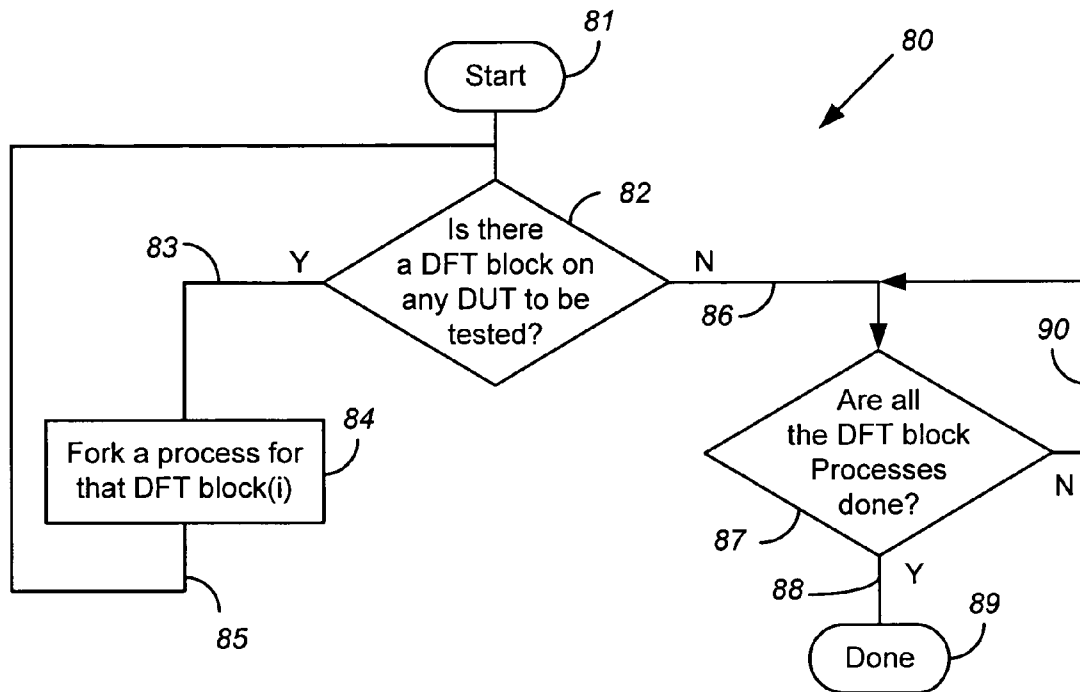 81
80
Start
82
Is there
a DFT block on
any DUT to be
tested?
83
Y
N
86
90
84
Fork a process for
that DFT block(i)
85
Are all
the DFT block
Processes
done?
N
87
88
Y
89
Done